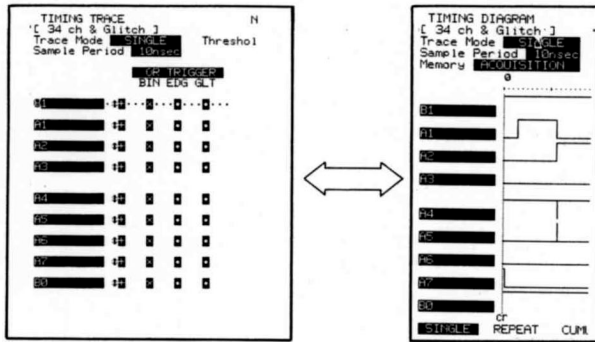 TIMING TRACE N
[ 34 ch & Glitch ]
Trace Mode SINGLE Threshol
Sample Period 10nsec
OR TRIGGER
BIN EDG GLT
A1
A2
A3
A4
A5
A6
A7
B0
TIMING DIAGRAM
[ 34 ch & Glitch ]
Trace Mode SINGLE
Sample Period 10nsec
Memory ACQUISITION
0
B1
A1
A2
A3
A4
A5
A6
A7
B0
cr
SINGLE REPEAT CUMU